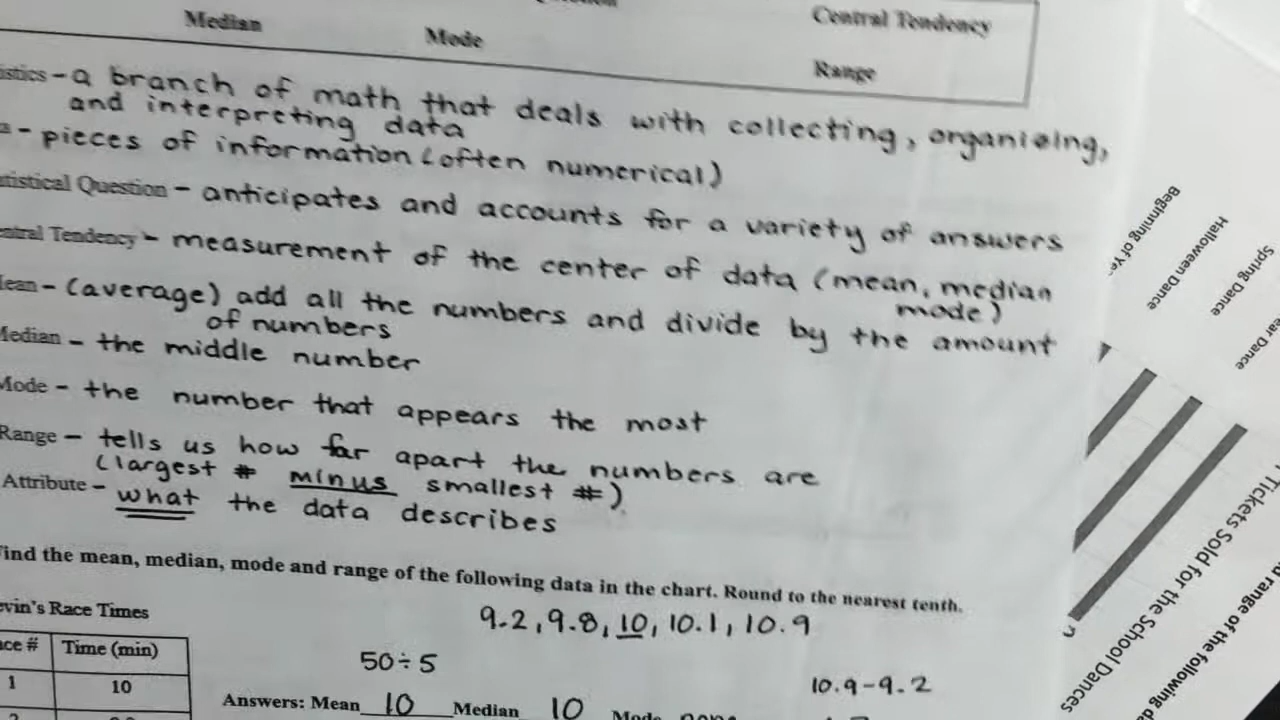 Median
Mode
Central Tendency
Range
istics - a branch of math that deals with collecting, organizing,
and interpreting data
- pieces of information (often numerical)
tistical Question - anticipates and accounts for a variety of answers
entral Tendency - measurement of the center of data (mean, median
mode)
Mean - (average) add all the numbers and divide by the amount
of numbers
Median - the middle number
Mode - the number that appears the most
Range - tells us how far apart the numbers are
(largest # minus smallest #)
Attribute - what the data describes
Find the mean, median, mode and range of the following data in the chart. Round to the nearest tenth.
evin's Race Times
9.2, 9.8, 10, 10.1, 10.9
ace # Time (min)
50÷5
1 10
10.9-9.2
Answers: Mean 10 Median 10 Mode none
Beginning of Ye
Halloween Dance
Spring Dance
ear Dance
Tickets Sold for the School Dances
d range of the following da